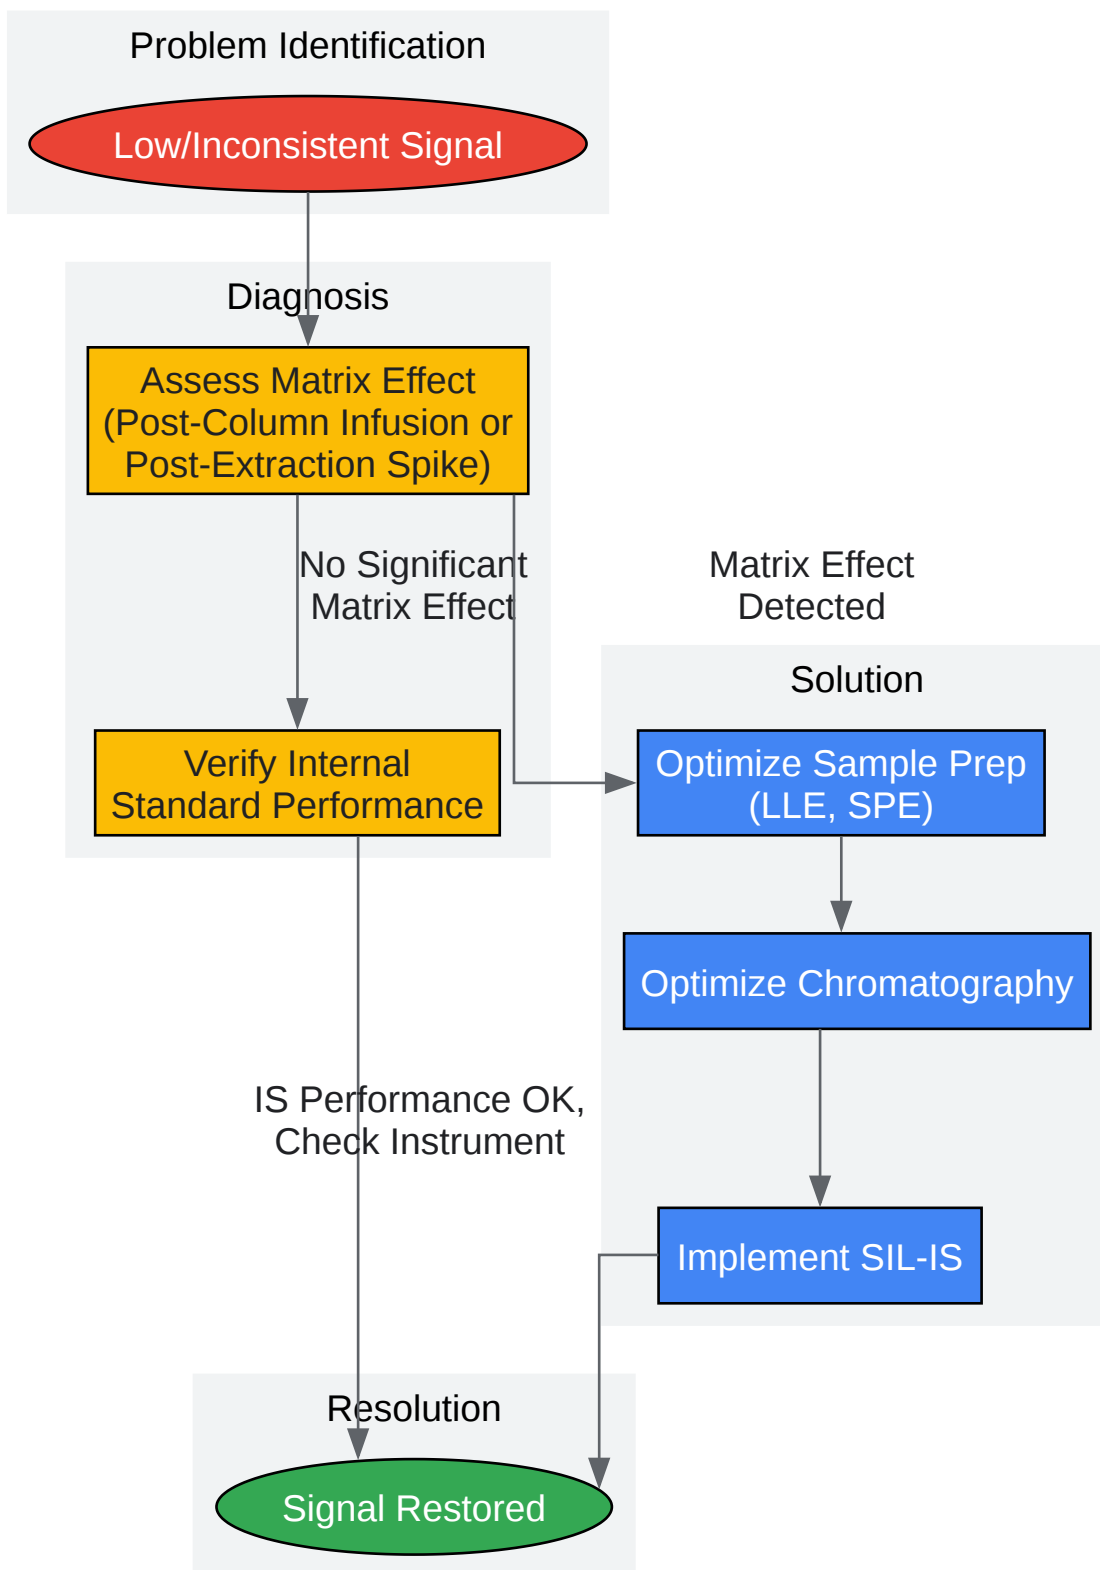 Problem Identification
Low/Inconsistent Signal
Diagnosis
Assess Matrix Effect
(Post-Column Infusion or
Post-Extraction Spike)
No Significant
Matrix Effect
Matrix Effect
Detected
Solution
Verify Internal
Standard Performance
Optimize Sample Prep
(LLE, SPE)
Optimize Chromatography
IS Performance OK,
Check Instrument
Implement SIL-IS
Resolution
Signal Restored